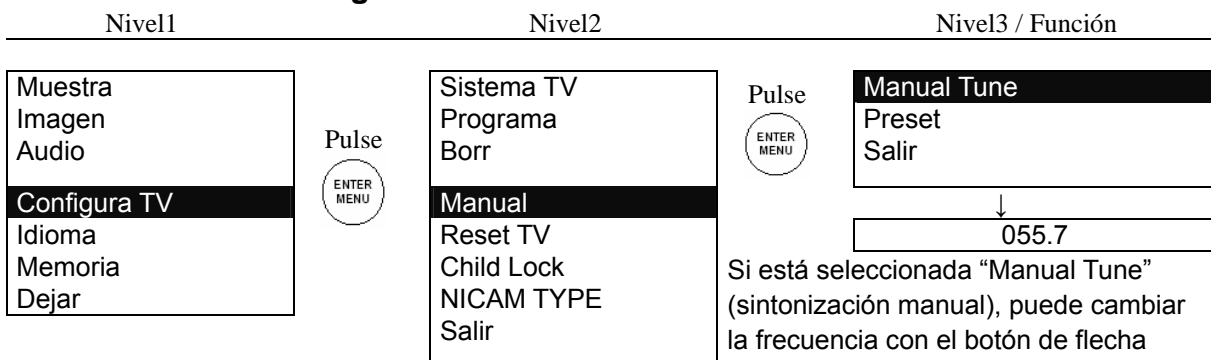 Nivel1
Nivel2
Nivel3 / Función
Muestra
Imagen
Audio
Configura TV
Idioma
Memoria
Dejar
Pulse
ENTER
MENU
Sistema TV
Programa
Borr
Manual
Reset TV
Child Lock
NICAM TYPE
Salir
Pulse
ENTER
MENU
Manual Tune
Preset
Salir
↓
055.7
Si está seleccionada “Manual Tune”
(sintonización manual), puede cambiar
la frecuencia con el botón de flecha